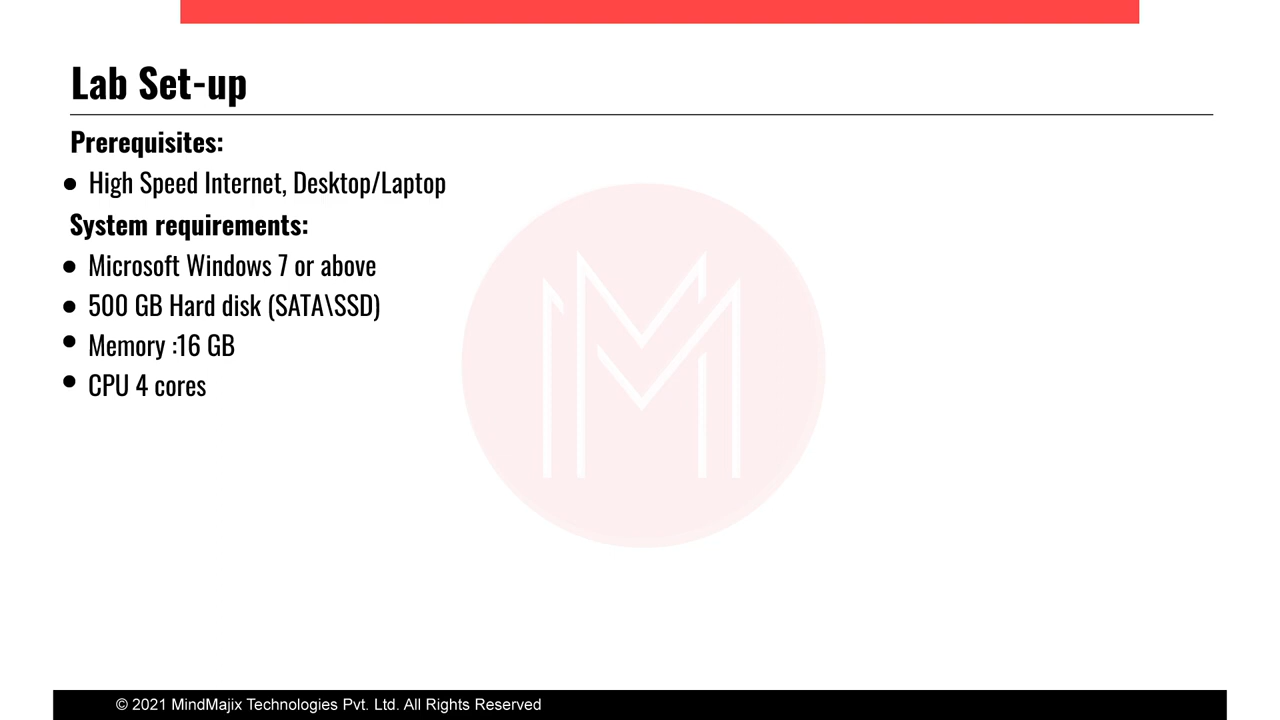 Lab Set-up
Prerequisites:
● High Speed Internet, Desktop/Laptop
System requirements:
● Microsoft Windows 7 or above
● 500 GB Hard disk (SATA\SSD)
● Memory :16 GB
● CPU 4 cores
© 2021 MindMajix Technologies Pvt. Ltd. All Rights Reserved